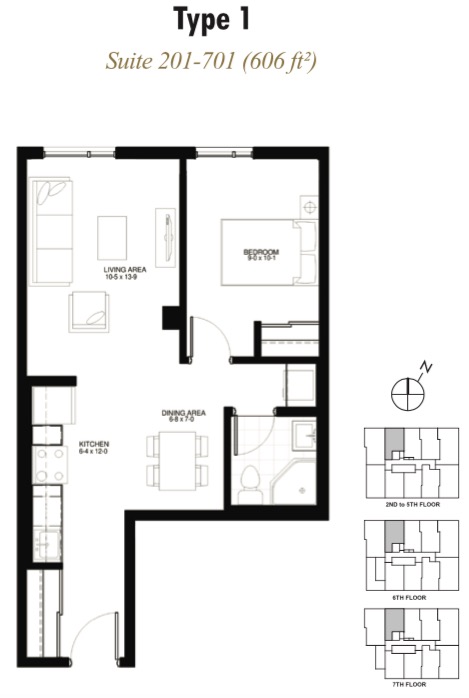 Type 1
Suite 201-701 (606 ft²)
BEDROOM
9-0 x 10-1
LIVING AREA
10-5 x 13-9
DINING AREA
6-8 x 7-0
KITCHEN
6-4 x 12-0
N
2ND to 5TH FLOOR
6TH FLOOR
7TH FLOOR